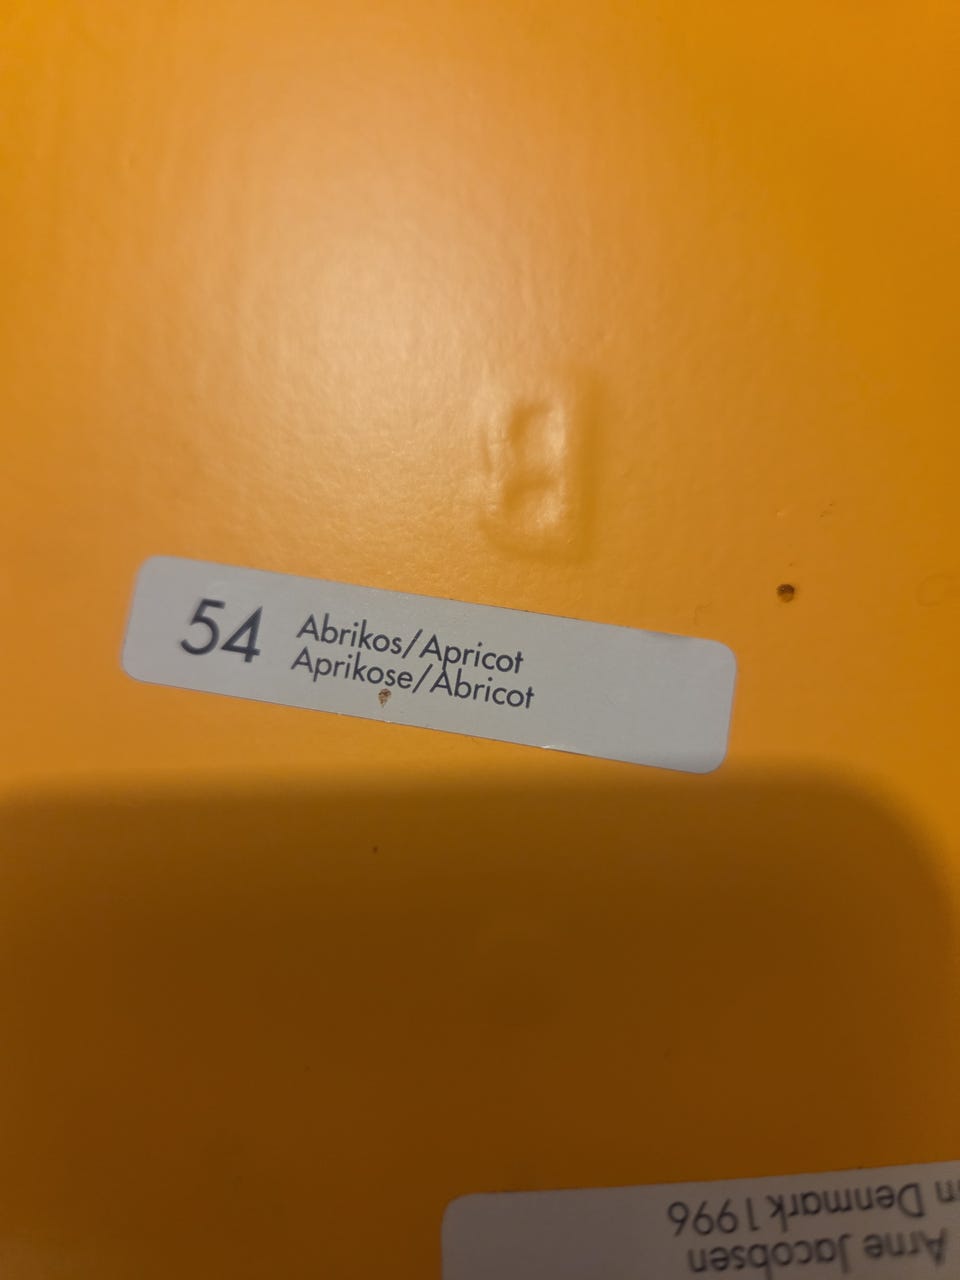 54 Abrikos/Apricot
Aprikose/Abricot
Arne Jacobsen
Denmark 1996